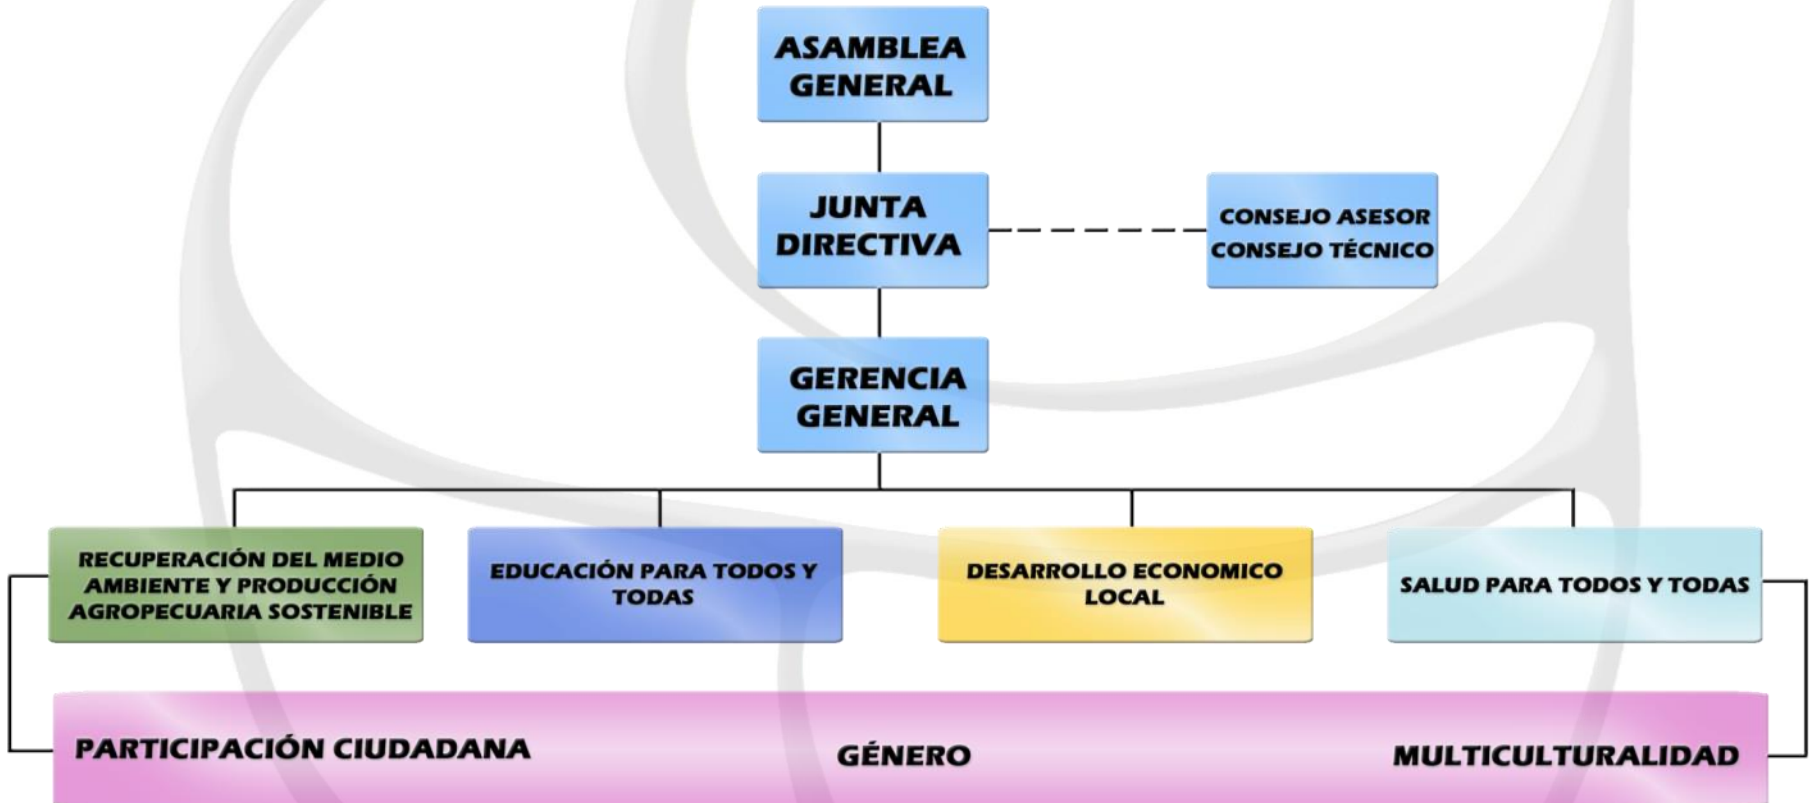 ASAMBLEA
GENERAL
JUNTA
DIRECTIVA
CONSEJO ASESOR
CONSEJO TÉCNICO
GERENCIA
GENERAL
RECUPERACIÓN DEL MEDIO
AMBIENTE Y PRODUCCIÓN
AGROPECUARIA SOSTENIBLE
EDUCACIÓN PARA TODOS Y
TODAS
DESARROLLO ECONOMICO
LOCAL
SALUD PARA TODOS Y TODAS
PARTICIPACIÓN CIUDADANA
GÉNERO
MULTICULTURALIDAD